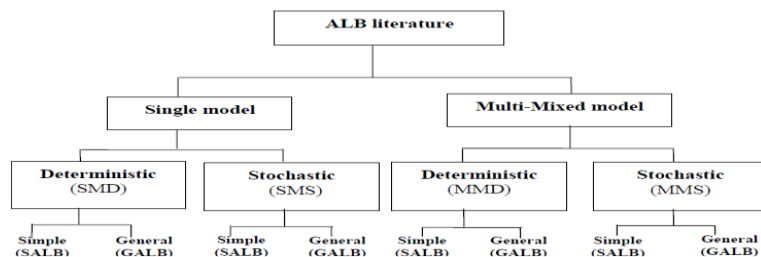 ALB literature
Single model
Multi-Mixed model
Deterministic
(SMD)
Stochastic
(SMS)
Deterministic
(MMD)
Stochastic
(MMS)
Simple
(SALB)
General
(GALB)
Simple
(SALB)
General
(GALB)
Simple
(SALB)
General
(GALB)
Simple
(SALB)
General
(GALB)